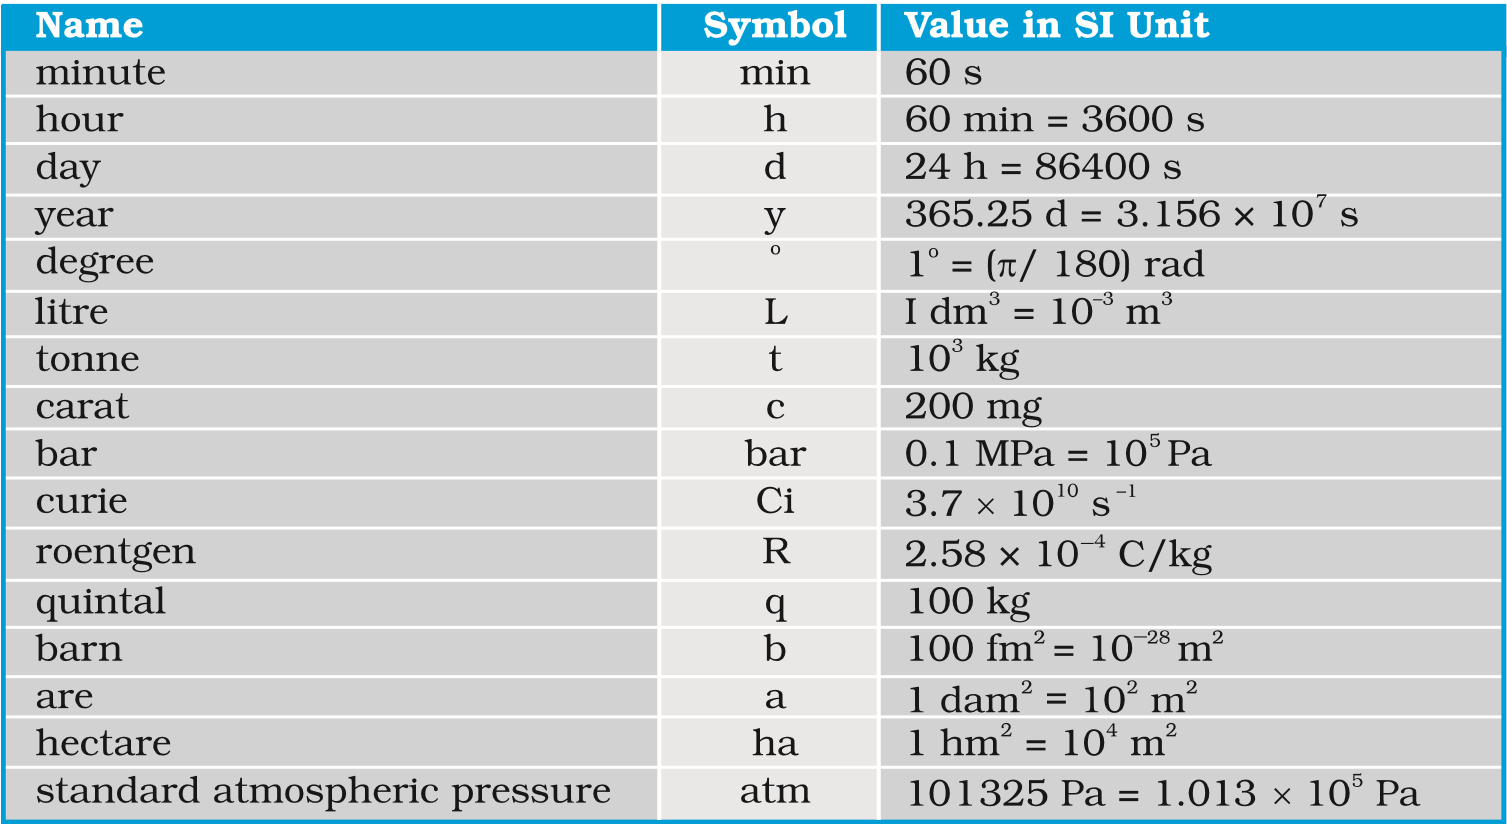 Name Symbol Value in SI Unit
minute min 60 s
hour h 60 min = 3600 s
day d 24 h = 86400 s
year y 365.25 d = 3.156 × 10⁷ s
degree ° 1° = (π/ 180) rad
litre L I dm³ = 10⁻³ m³
tonne t 10³ kg
carat c 200 mg
bar bar 0.1 MPa = 10⁵ Pa
curie Ci 3.7 × 10¹⁰ s⁻¹
roentgen R 2.58 × 10⁻⁴ C/kg
quintal q 100 kg
barn b 100 fm² = 10⁻²⁸ m²
are a 1 dam² = 10² m²
hectare ha 1 hm² = 10⁴ m²
standard atmospheric pressure atm 101325 Pa = 1.013 × 10⁵ Pa